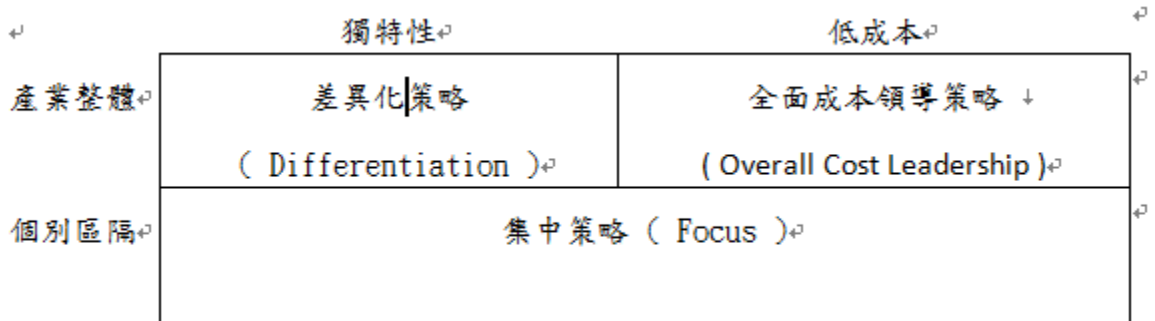 獨特性 低成本
產業整體 差異化策略 全面成本領導策略
( Differentiation ) ( Overall Cost Leadership )
個別區隔 集中策略 ( Focus )